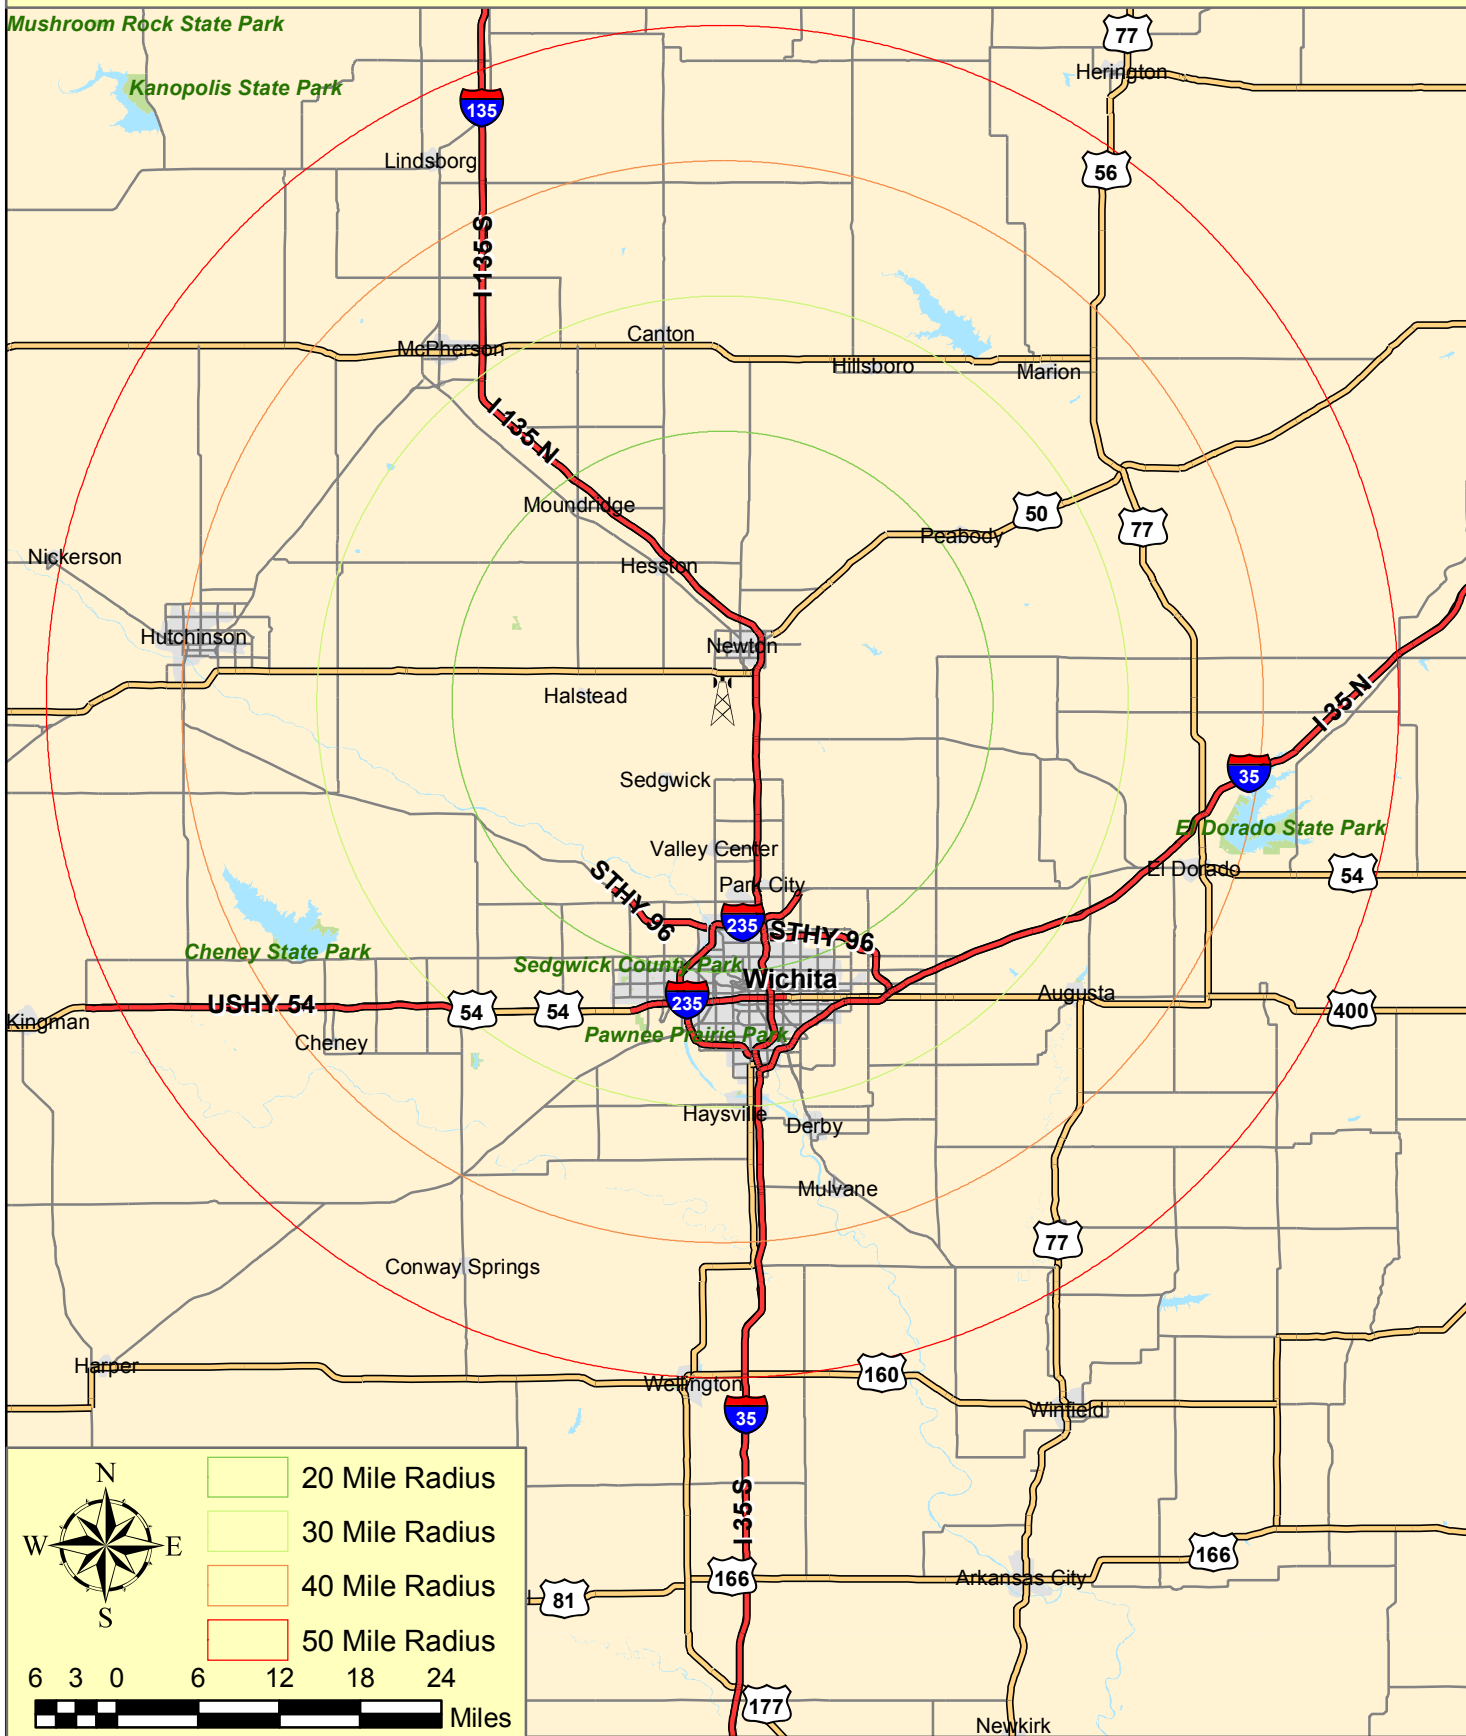 Mushroom Rock State Park
77
Herington
Kanopolis State Park
135
Lindsborg
56
I 135 S
Canton
McPherson
Hillsboro
Marion
I 135 N
Moundridge
50
77
Peabody
Nickerson
Hesston
Hutchinson
Newton
Halstead
I 35 N
Sedgwick
35
El Dorado State Park
Valley Center
El Dorado
54
Park City
STHY 96
235
STHY 96
Cheney State Park
Sedgwick County Park
Wichita
Augusta
USHY 54
235
54
54
400
Kingman
Cheney
Pawnee Prairie Park
Haysville
Derby
Mulvane
77
Conway Springs
Harper
160
Wellington
35
Winfield
I 35 S
166
166
Arkansas City
81
177
Newkirk
N
W
E
S
20 Mile Radius
30 Mile Radius
40 Mile Radius
50 Mile Radius
6 3 0 6 12 18 24
Miles